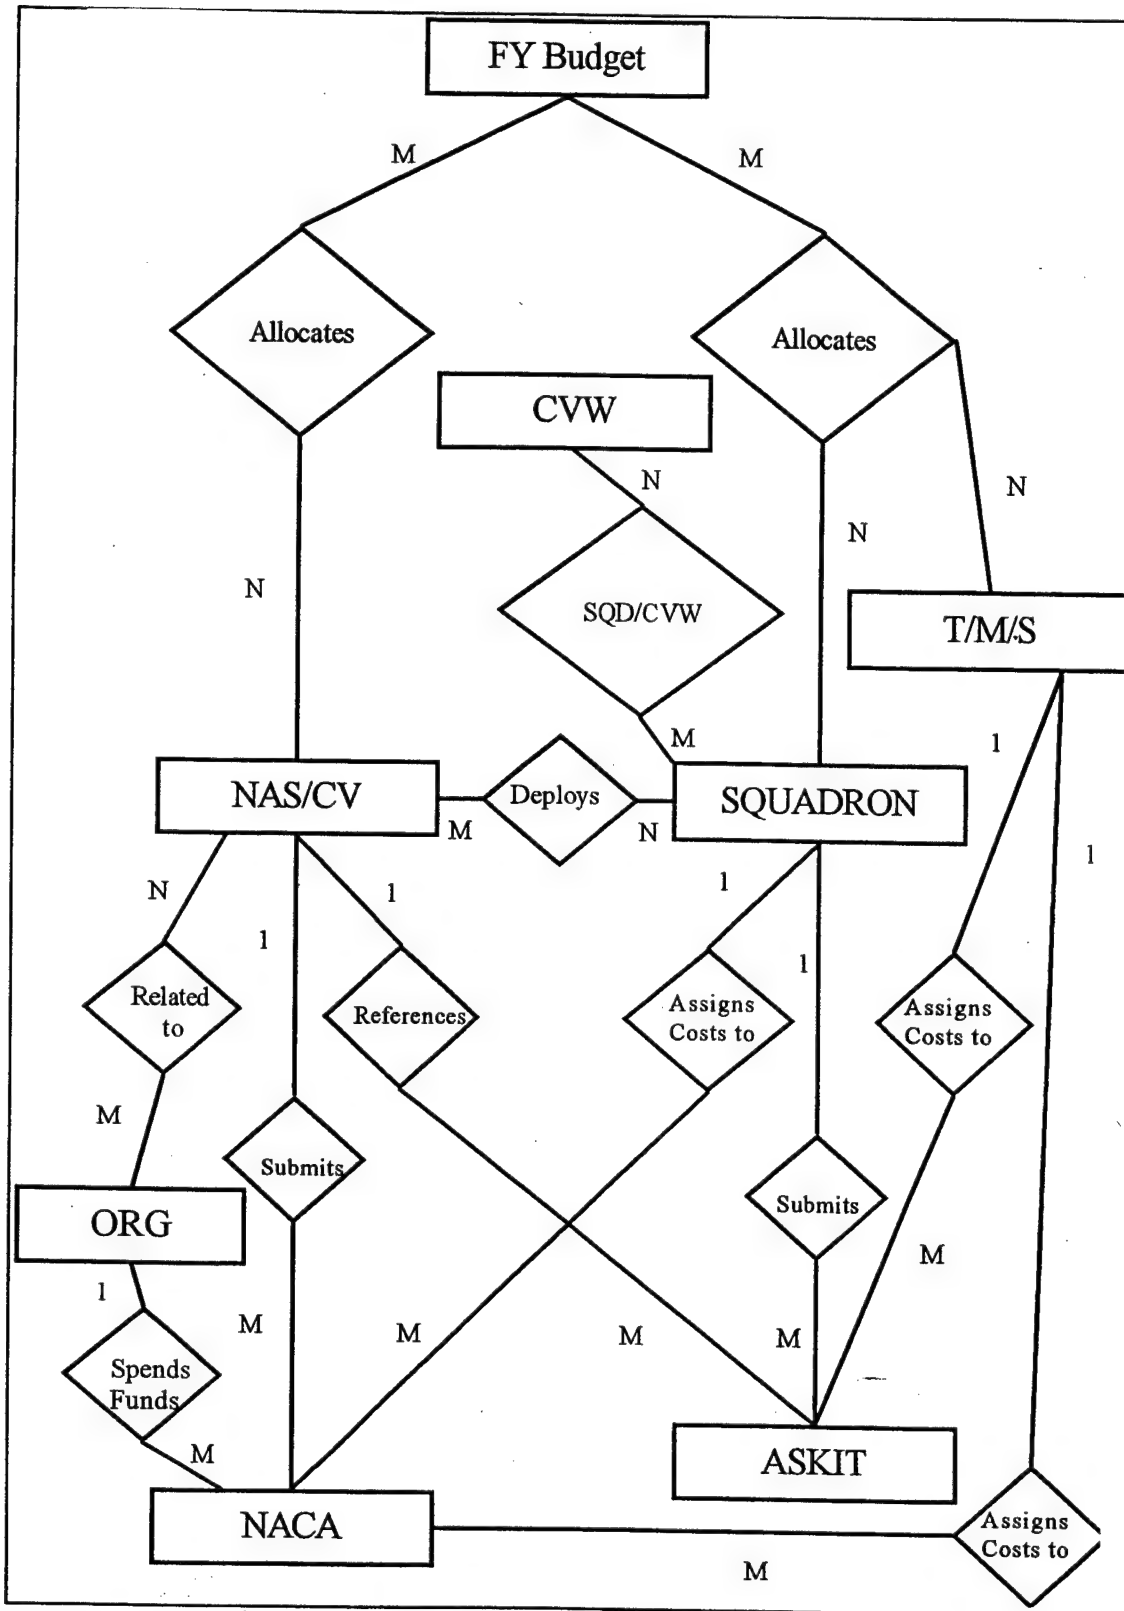 FY Budget
M
M
Allocates
Allocates
CVW
N
N
N
N
SQD/CVW
T/M/S
M
1
NAS/CV
Deploys
SQUADRON
M
N
1
N
1
1
1
1
Related
to
References
Assigns
Costs to
Assigns
Costs to
M
Submits
Submits
ORG
M
1
M
M
M
M
Spends
Funds
M
ASKIT
NACA
Assigns
Costs to
M